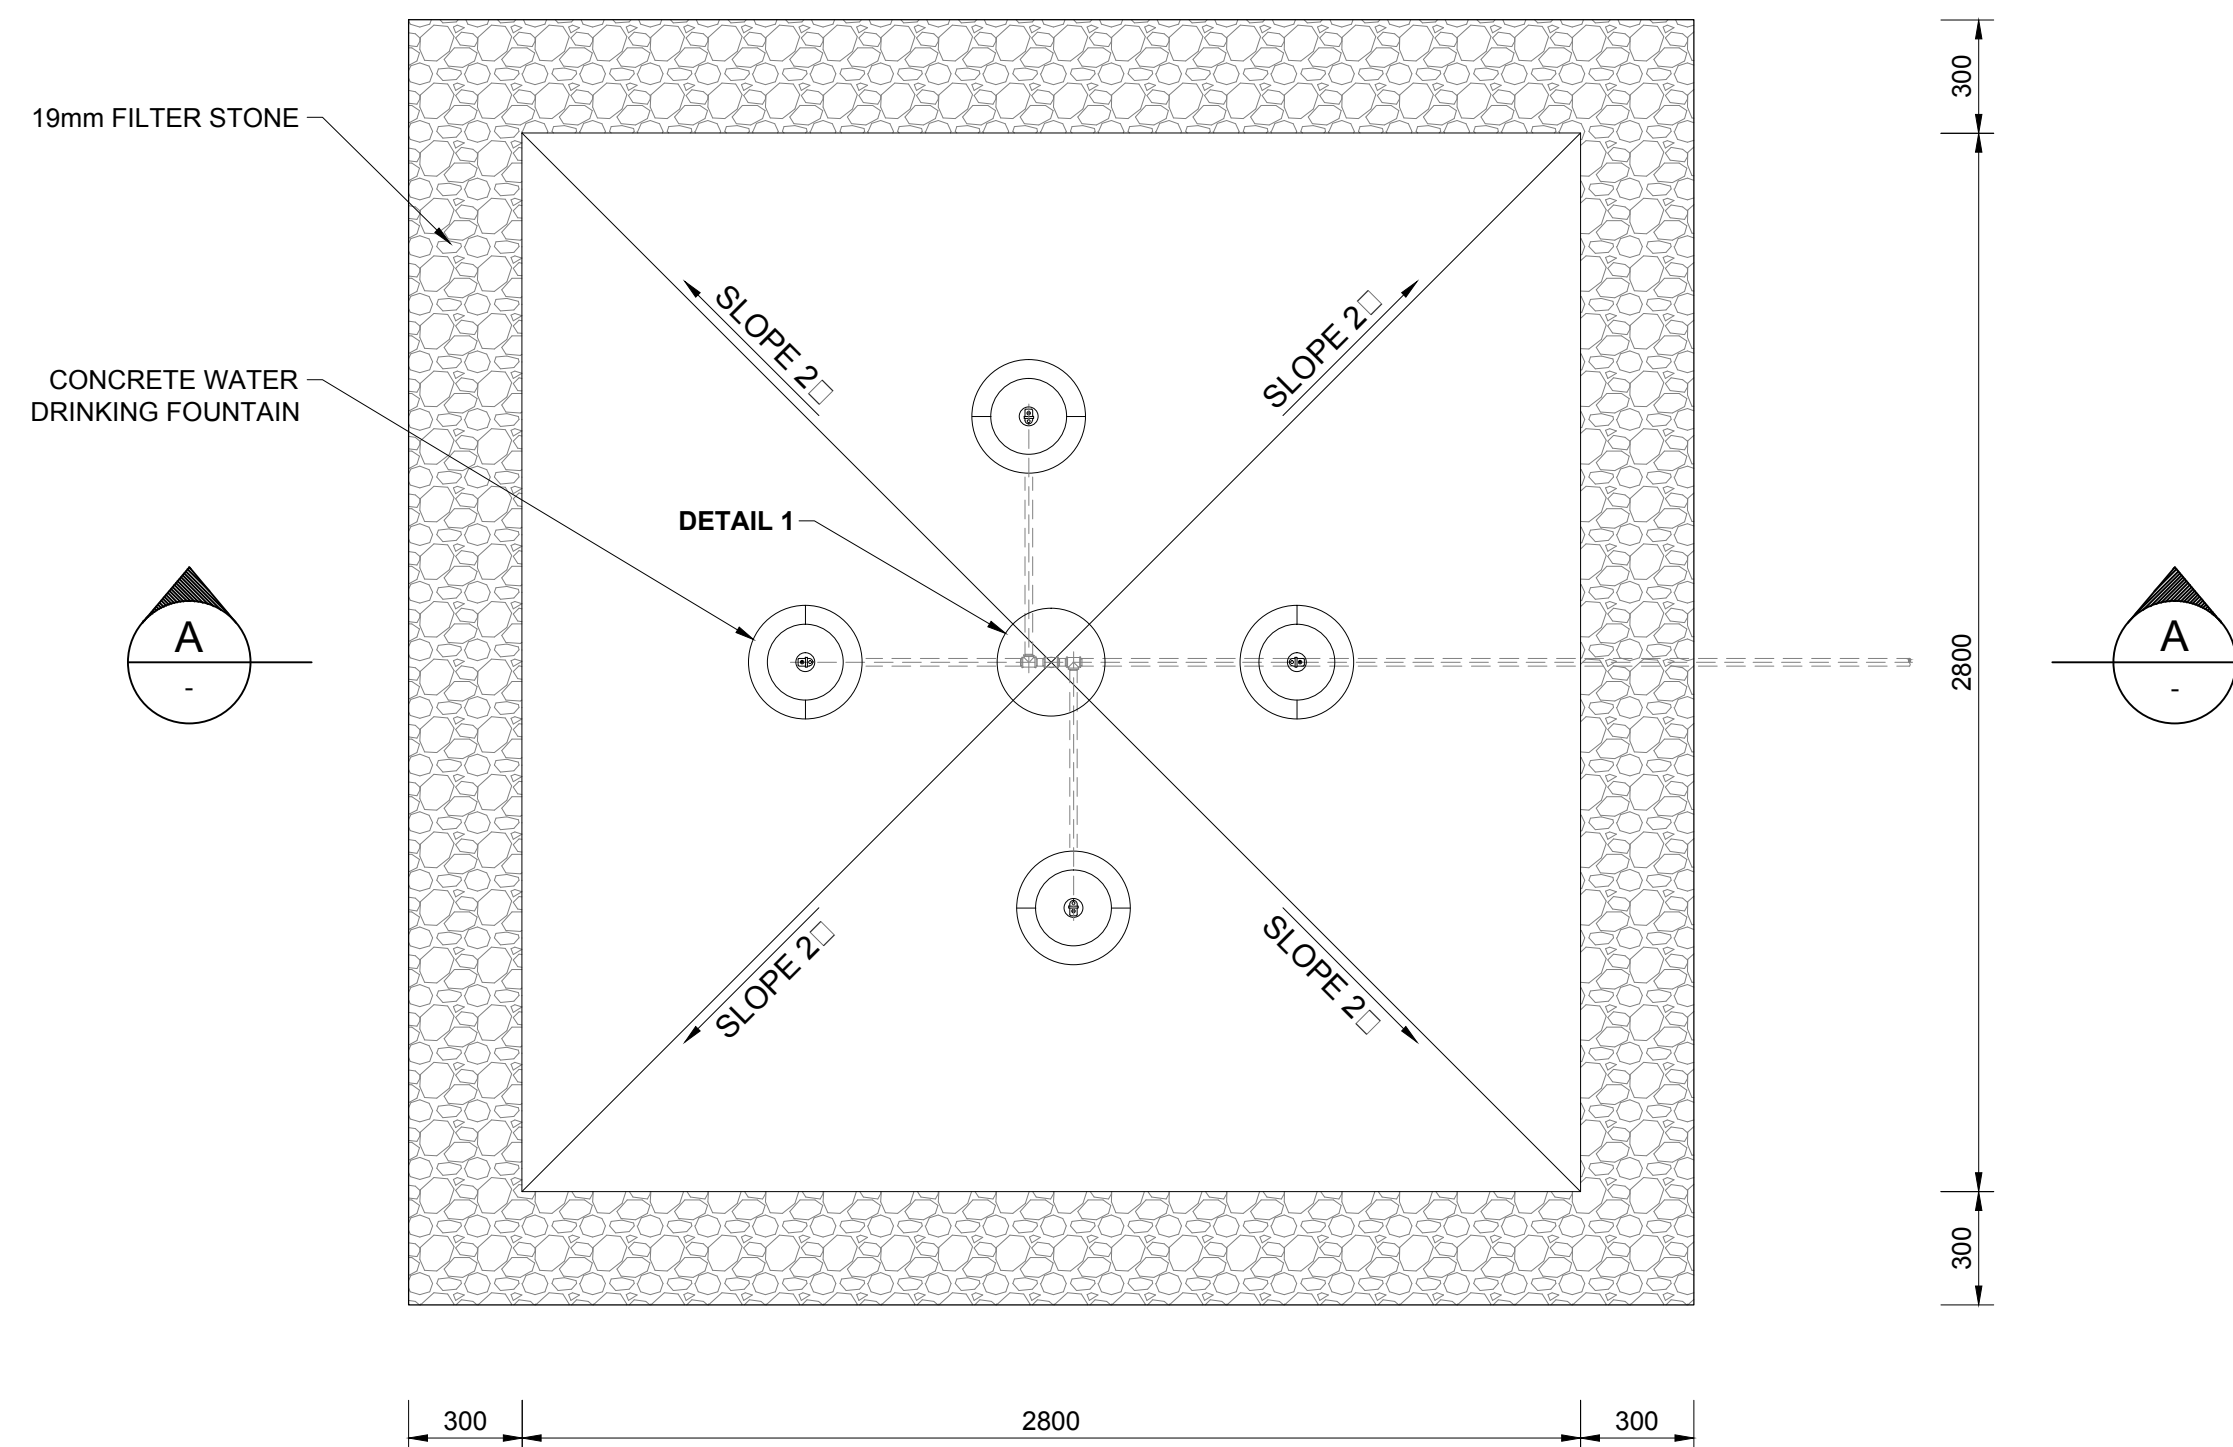 300
19mm FILTER STONE
SLOPE 2□
SLOPE 2□
CONCRETE WATER
DRINKING FOUNTAIN
DETAIL 1
A
-
2800
A
-
SLOPE 2□
SLOPE 2□
300
300
2800
300